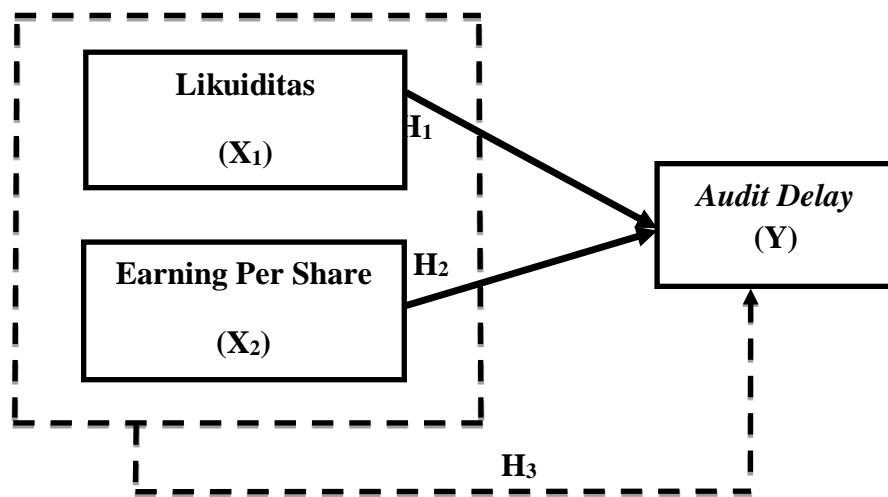 Likuiditas
(X₁)
H₁
Audit Delay
(Y)
Earning Per Share
(X₂)
H₂
H₃